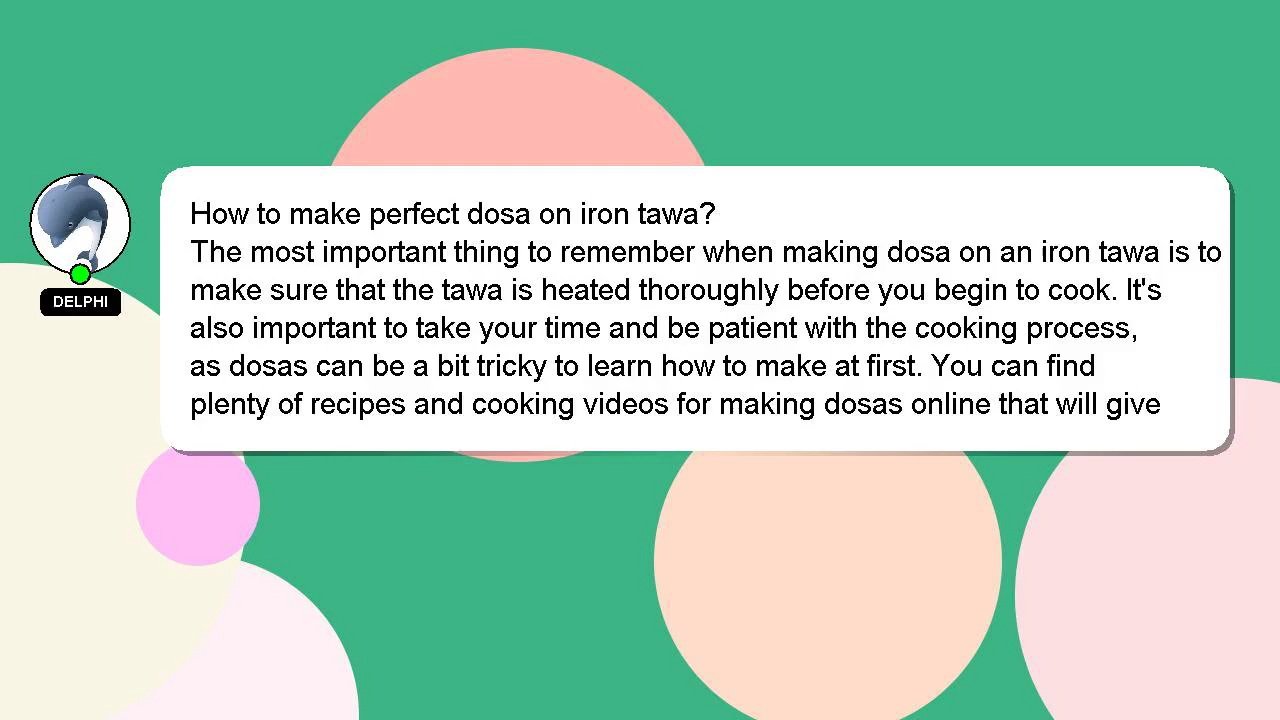 How to make perfect dosa on iron tawa?
The most important thing to remember when making dosa on an iron tawa is to
make sure that the tawa is heated thoroughly before you begin to cook. It's
also important to take your time and be patient with the cooking process,
as dosas can be a bit tricky to learn how to make at first. You can find
plenty of recipes and cooking videos for making dosas online that will give
DELPHI